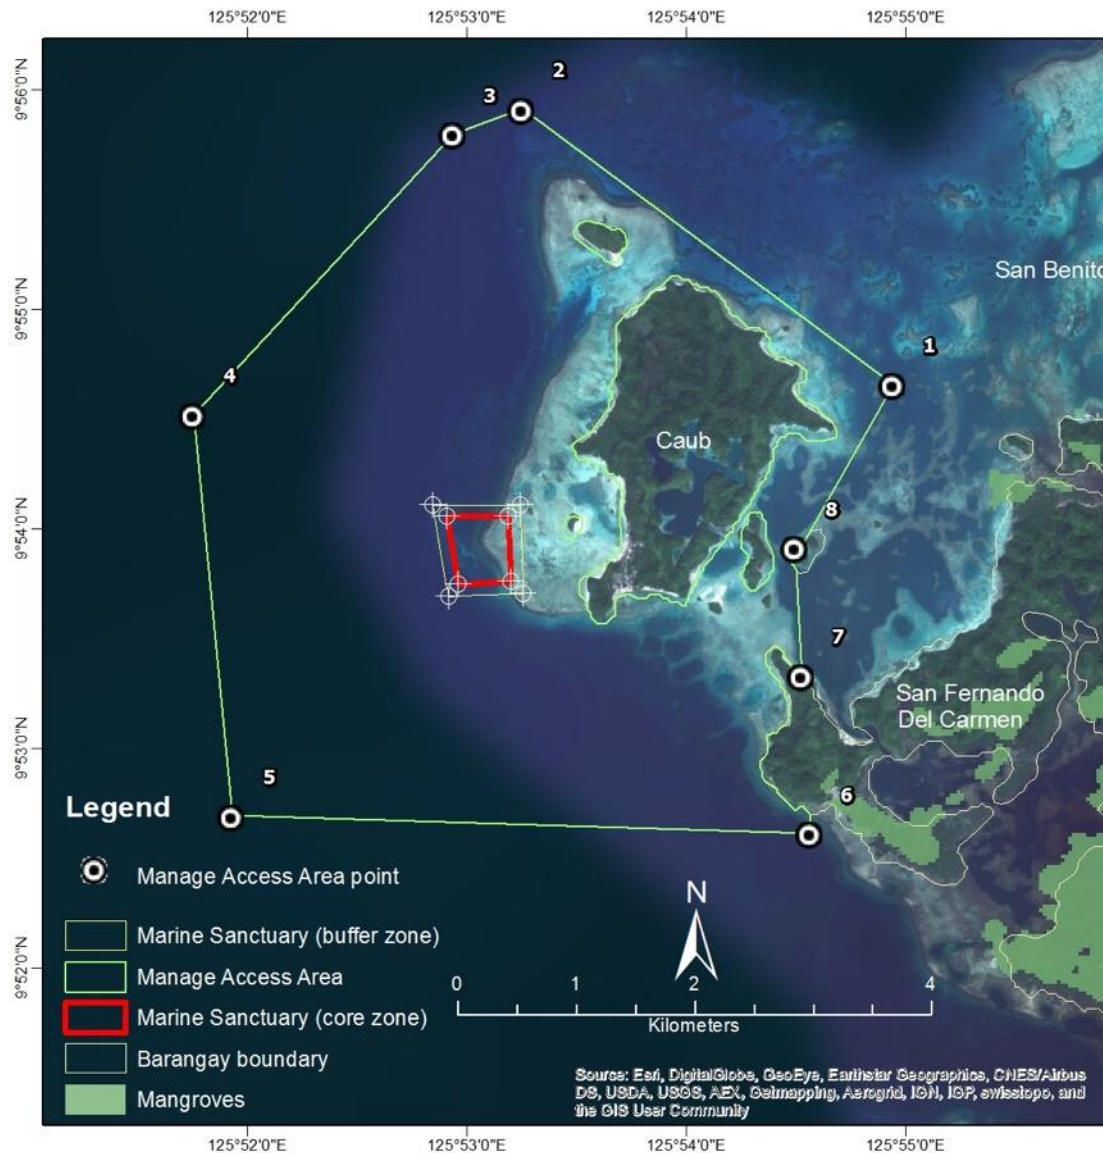 125°52'0"E 125°53'0"E 125°54'0"E 125°55'0"E
9°56'0"N
9°55'0"N
9°54'0"N
9°53'0"N
9°52'0"N
2
3
San Benito
1
4
Caub
8
7
San Fernando
Del Carmen
5
6
Legend
Manage Access Area point
Marine Sanctuary (buffer zone)
Manage Access Area
Marine Sanctuary (core zone)
Barangay boundary
Mangroves
N
0 1 2 4
Kilometers
Source: Esri, DigitalGlobe, GeoEye, Earthstar Geographics, CNES/Airbus
DS, USDA, USGS, AEX, Getmapping, Aerogrid, IGN, IGP, swisstopo, and
the GIS User Community
125°52'0"E 125°53'0"E 125°54'0"E 125°55'0"E